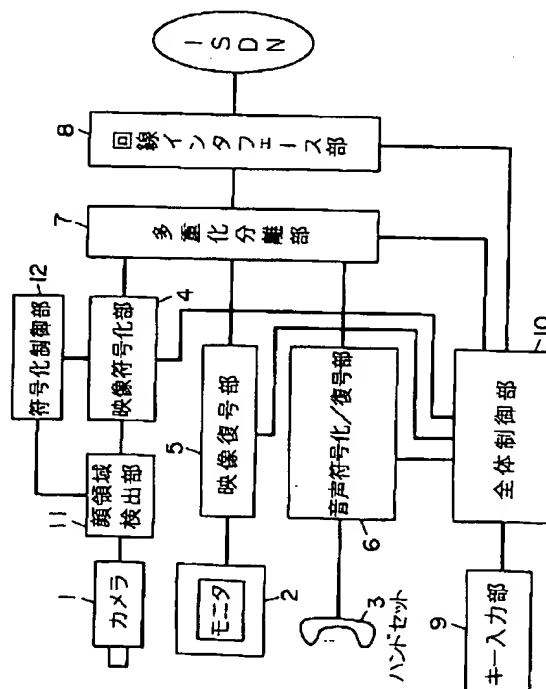 1
カメラ
11
顔領域
検出部
12
符号化制御部
4
映像符号化部
2
モニタ
5
映像復号部
3
ハンドセット
6
音声符号化/復号部
7
多重化分離部
8
回線インタフェース部
ISDN
9
キー入力部
10
全体制御部